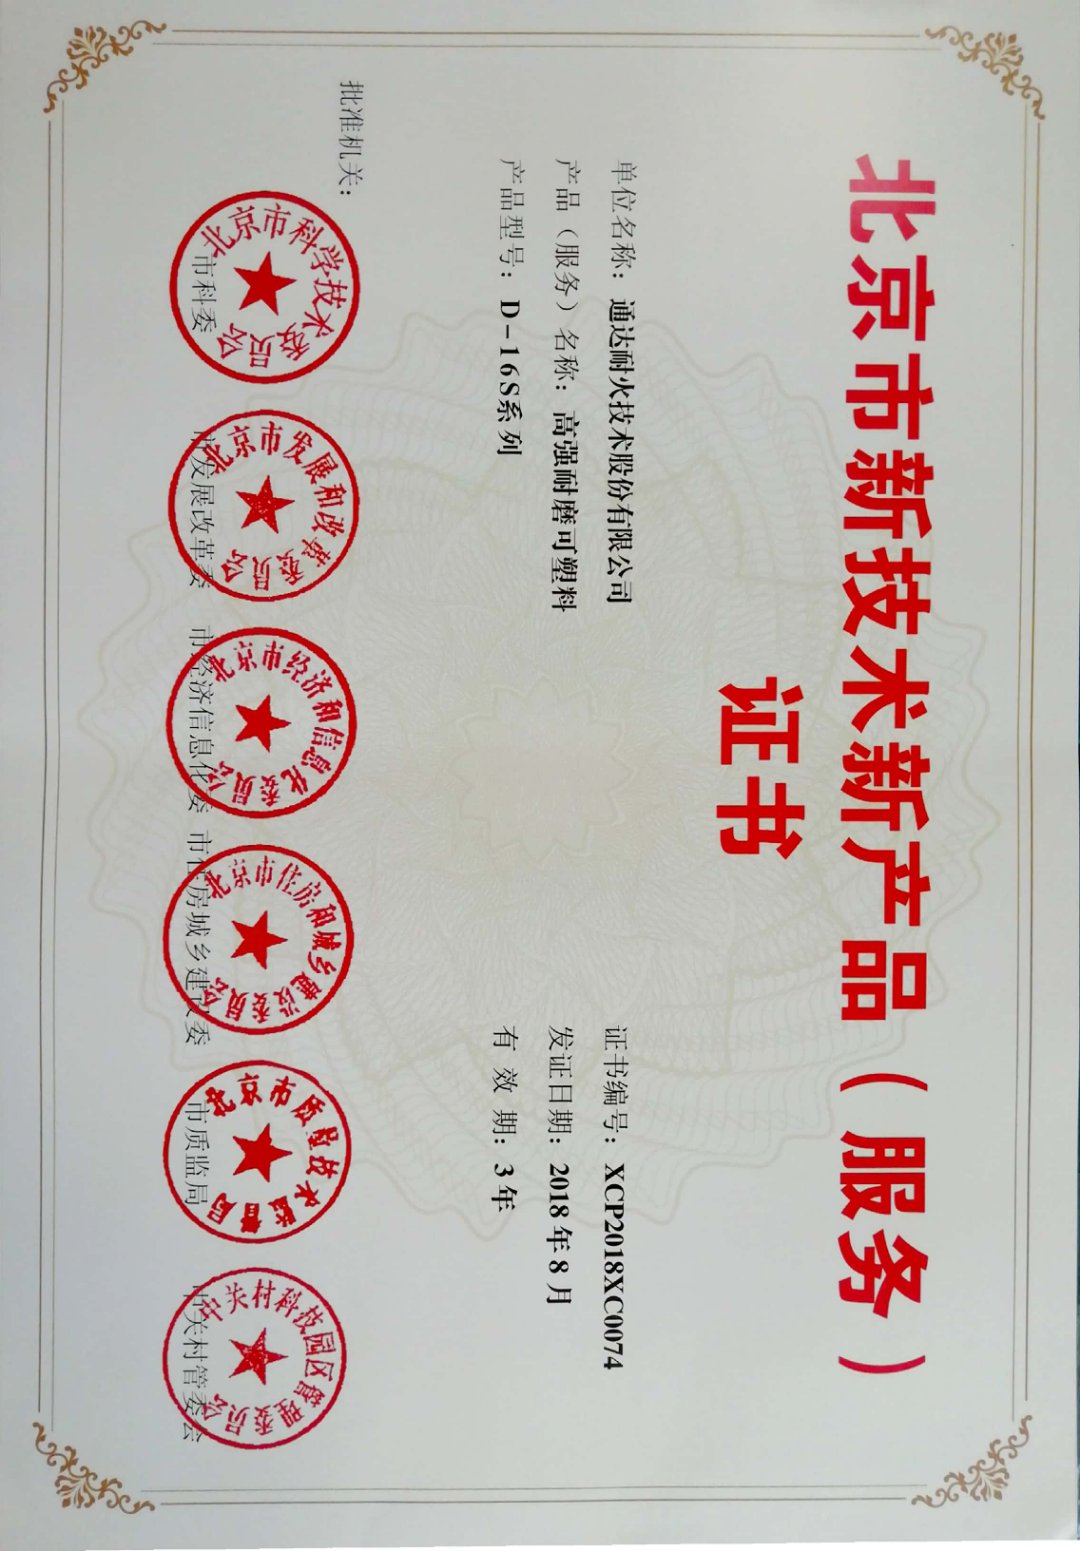 北京市新技术新产品（服务）
证书
单位名称：通达耐火技术股份有限公司
证书编号：XCP2018XC0074
产品（服务）名称：高强耐磨可塑料
发证日期：2018年8月
产品型号：D-16S系列
有 效 期：3年
批准机关：
北京市科学技术委员会
北京市发展和改革委员会
北京市经济和信息化委员会
北京市住房和城乡建设委员会
北京市质量技术监督局
中关村科技园区管理委员会
市科委
市发展改革委
市经济信息化委
市住房城乡建设委
市质监局
中关村管委会